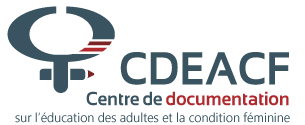 CDEACF
Centre de documentation
sur l'éducation des adultes et la condition féminine